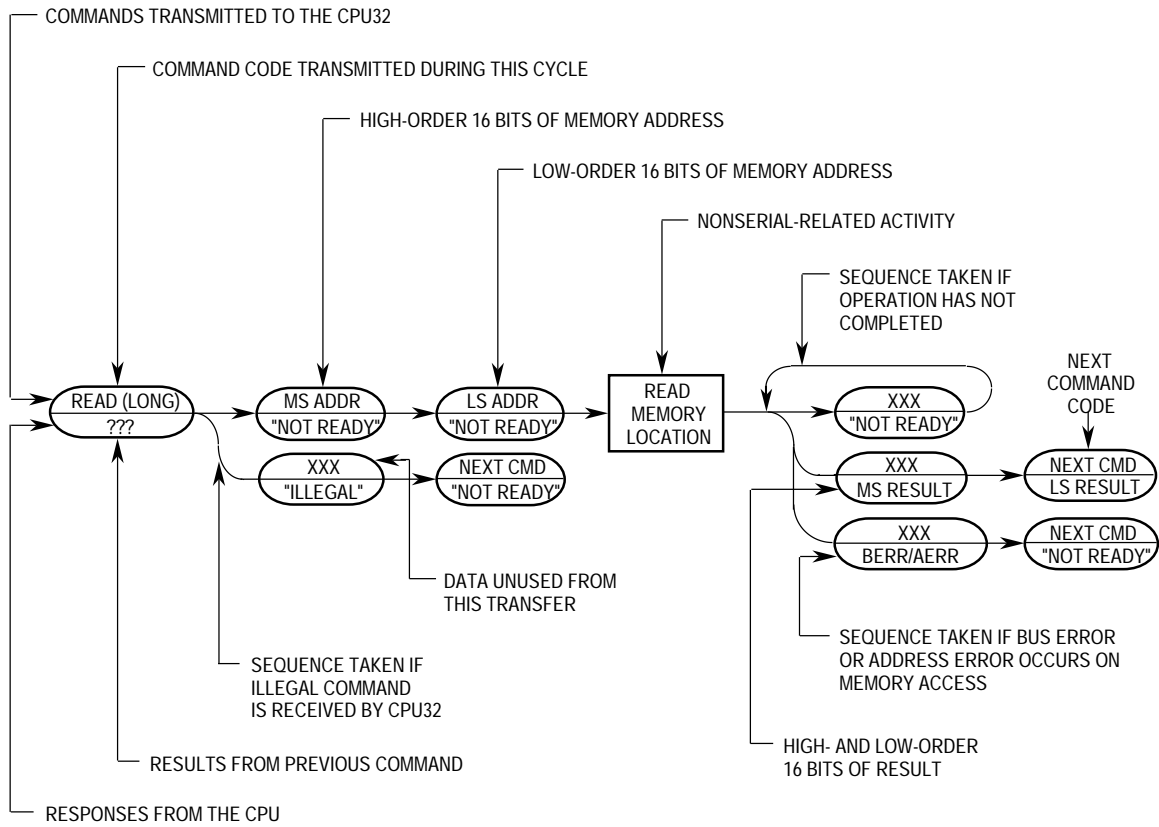 COMMANDS TRANSMITTED TO THE CPU32
COMMAND CODE TRANSMITTED DURING THIS CYCLE
HIGH-ORDER 16 BITS OF MEMORY ADDRESS
LOW-ORDER 16 BITS OF MEMORY ADDRESS
NONSERIAL-RELATED ACTIVITY
SEQUENCE TAKEN IF
OPERATION HAS NOT
COMPLETED
NEXT
COMMAND
CODE
READ (LONG)
???
MS ADDR
"NOT READY"
LS ADDR
"NOT READY"
READ
MEMORY
LOCATION
XXX
"NOT READY"
XXX
"ILLEGAL"
NEXT CMD
"NOT READY"
XXX
MS RESULT
NEXT CMD
LS RESULT
XXX
BERR/AERR
NEXT CMD
"NOT READY"
DATA UNUSED FROM
THIS TRANSFER
SEQUENCE TAKEN IF
ILLEGAL COMMAND
IS RECEIVED BY CPU32
SEQUENCE TAKEN IF BUS ERROR
OR ADDRESS ERROR OCCURS ON
MEMORY ACCESS
HIGH- AND LOW-ORDER
16 BITS OF RESULT
RESULTS FROM PREVIOUS COMMAND
RESPONSES FROM THE CPU